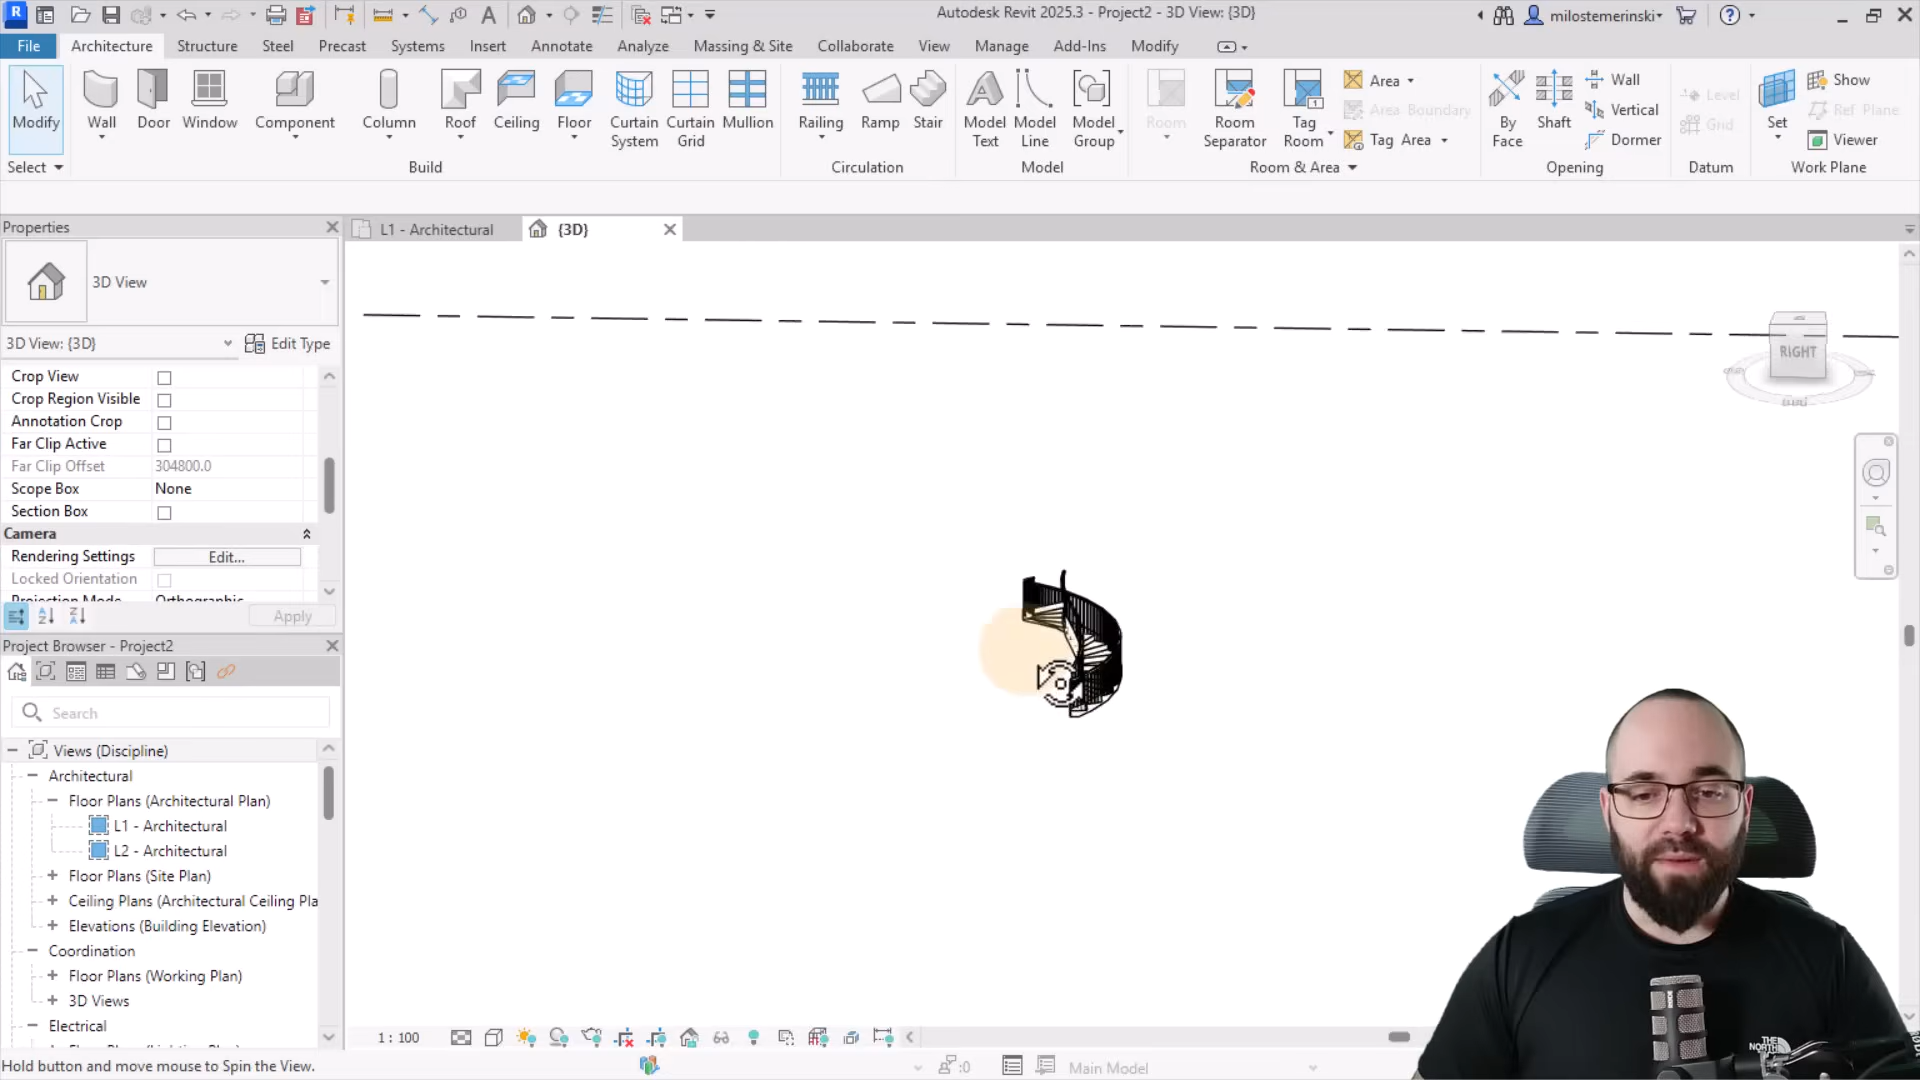 R
Autodesk Revit 2025.3 - Project2 - 3D View: {3D}
milostemerinski
File
Architecture
Structure
Steel
Precast
Systems
Insert
Annotate
Analyze
Massing & Site
Collaborate
View
Manage
Add-Ins
Modify
Modify
Wall
Door
Window
Component
Column
Roof
Ceiling
Floor
Curtain
System
Curtain
Grid
Mullion
Railing
Ramp
Stair
Model
Text
Model
Line
Model
Group
Room
Room
Separator
Tag
Room
Area
Area Boundary
Tag Area
By
Face
Shaft
Wall
Vertical
Dormer
Level
Grid
Set
Show
Ref Plane
Viewer
Select
Build
Circulation
Model
Room & Area
Opening
Datum
Work Plane
Properties
L1 - Architectural
{3D}
3D View
3D View: {3D}
Edit Type
Crop View
Crop Region Visible
Annotation Crop
Far Clip Active
Far Clip Offset 304800.0
Scope Box None
Section Box
Camera
Rendering Settings Edit...
Locked Orientation
Projection Mode Orthographic
Apply
RIGHT
Project Browser - Project2
Search
Views (Discipline)
Architectural
Floor Plans (Architectural Plan)
L1 - Architectural
L2 - Architectural
Floor Plans (Site Plan)
Ceiling Plans (Architectural Ceiling Pla
Elevations (Building Elevation)
Coordination
Floor Plans (Working Plan)
3D Views
Electrical
1 : 100
Hold button and move mouse to Spin the View.
:0
Main Model
THE
NORTH